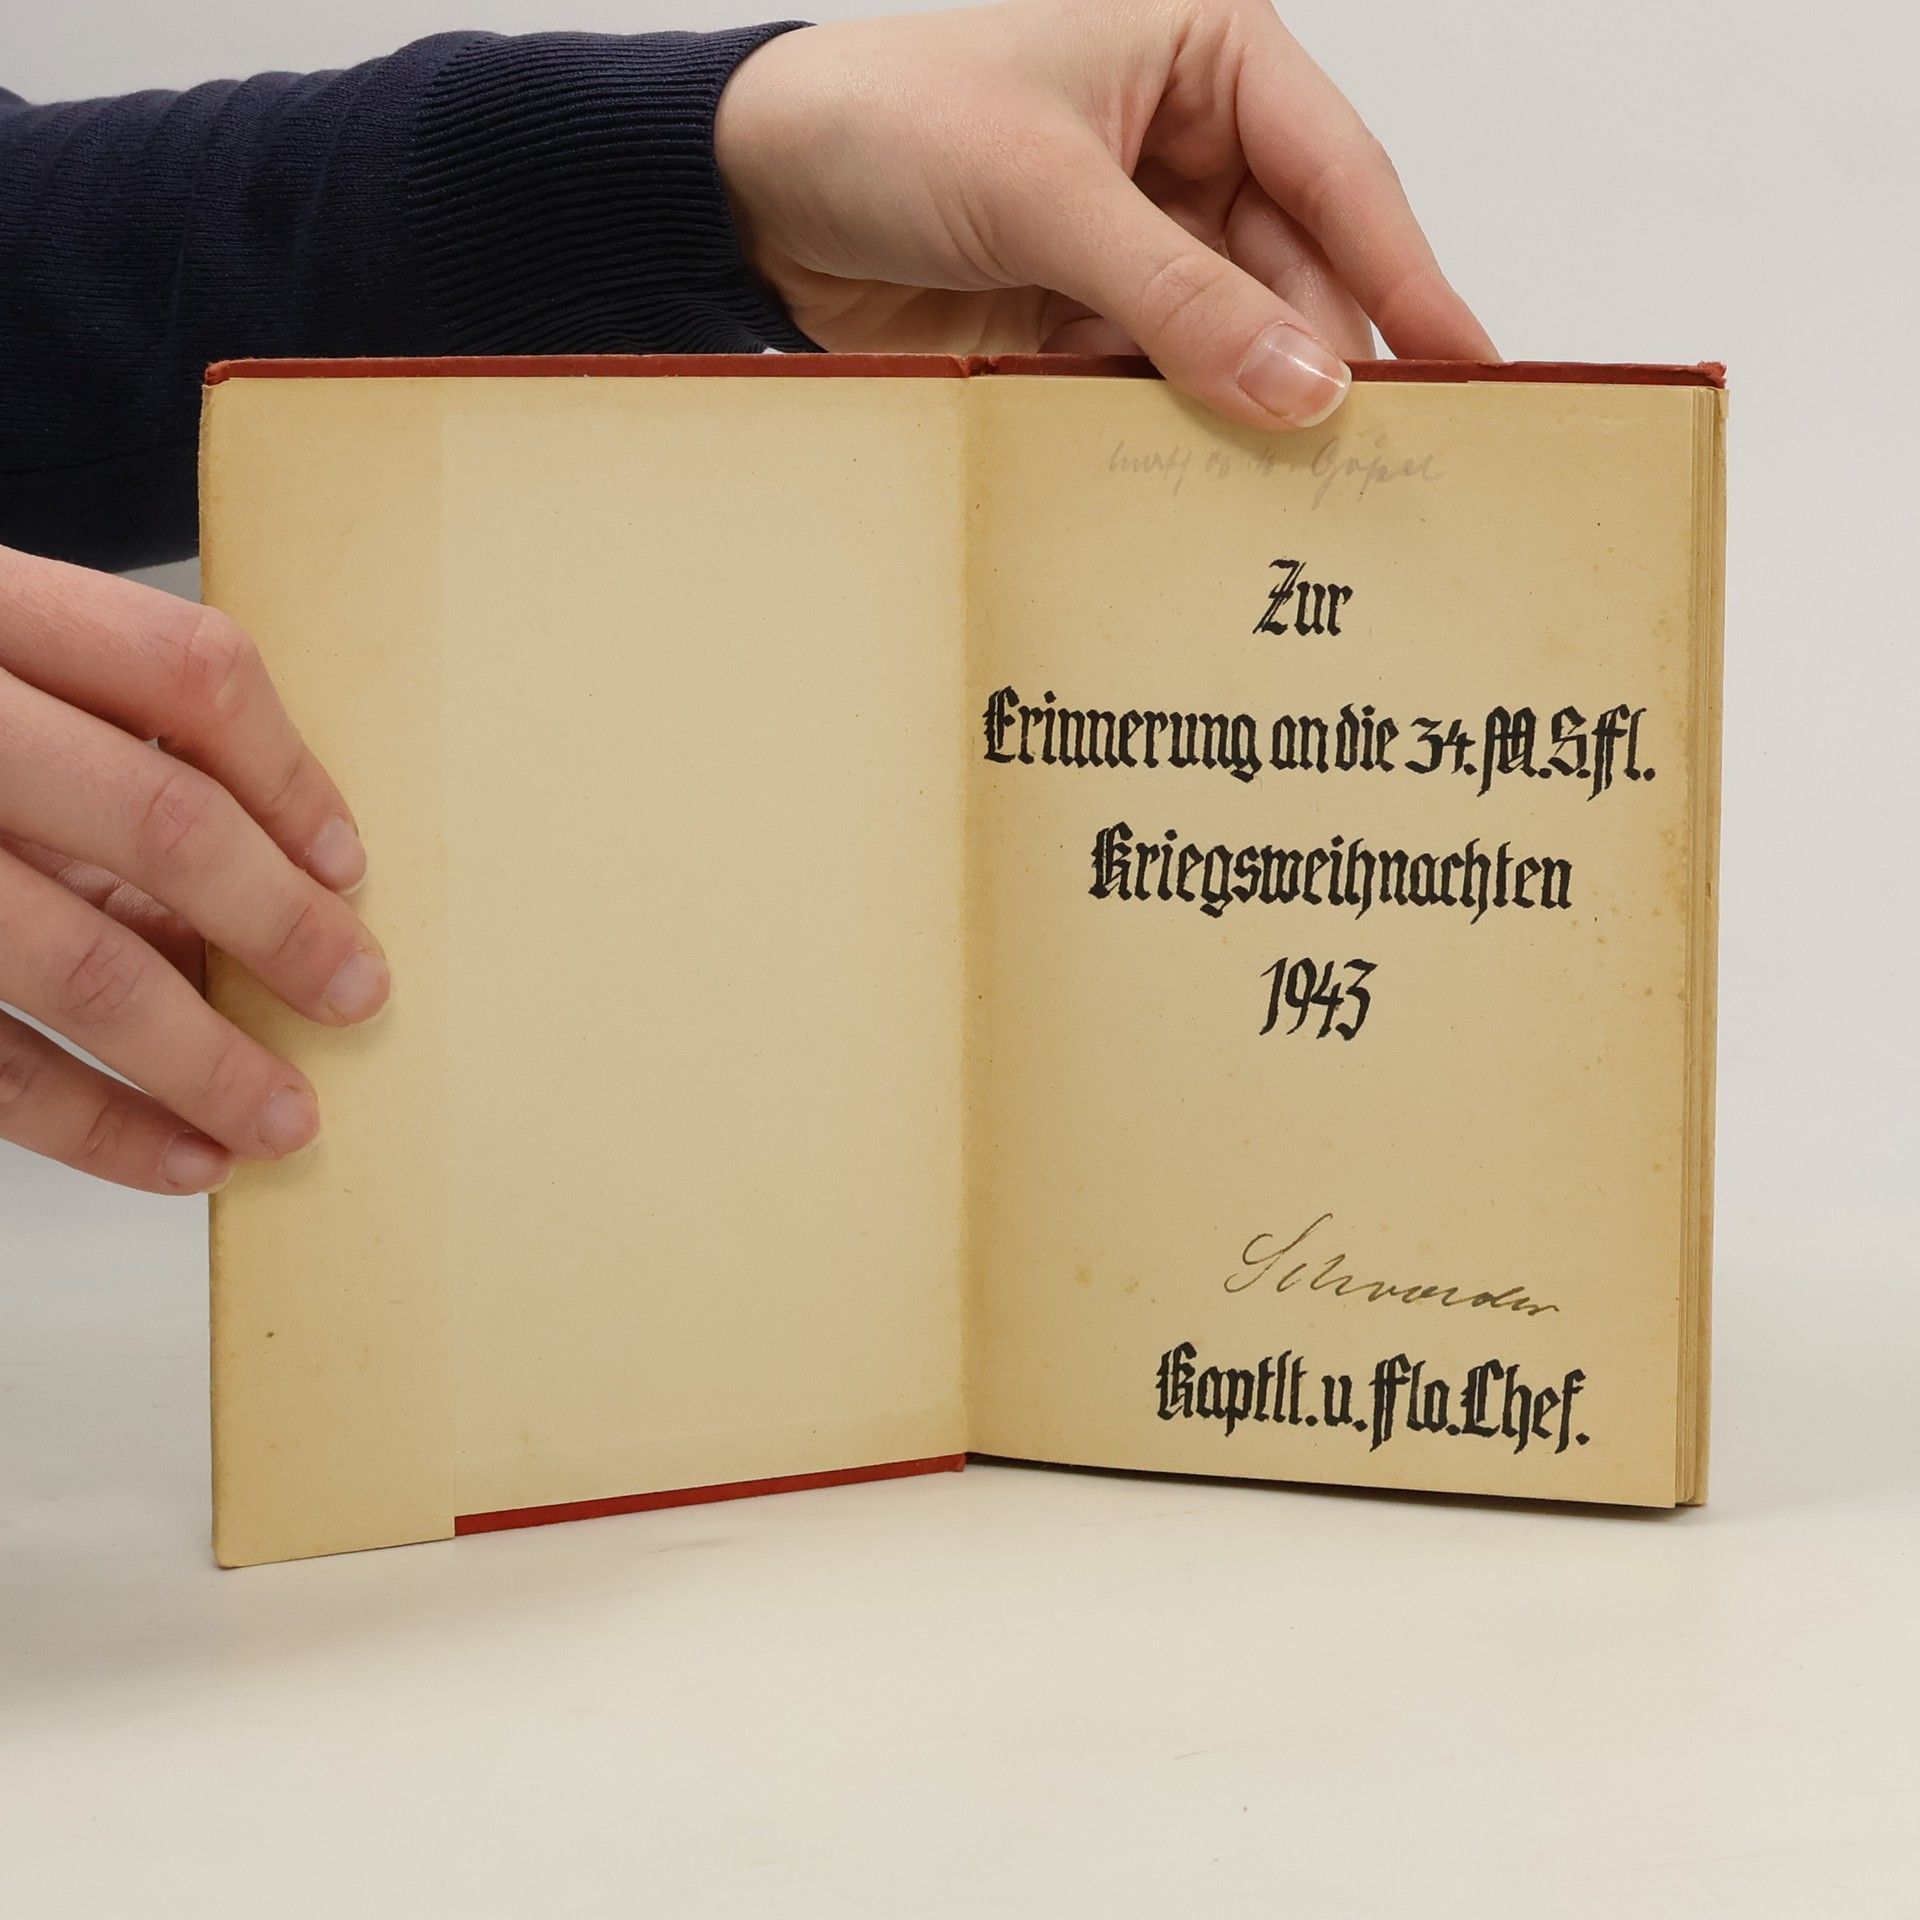 Zur
Erinnerung an die 34. M.S.Fl.
Kriegsweihnachten
1943
Kaptlt. u. Flo. Chef.